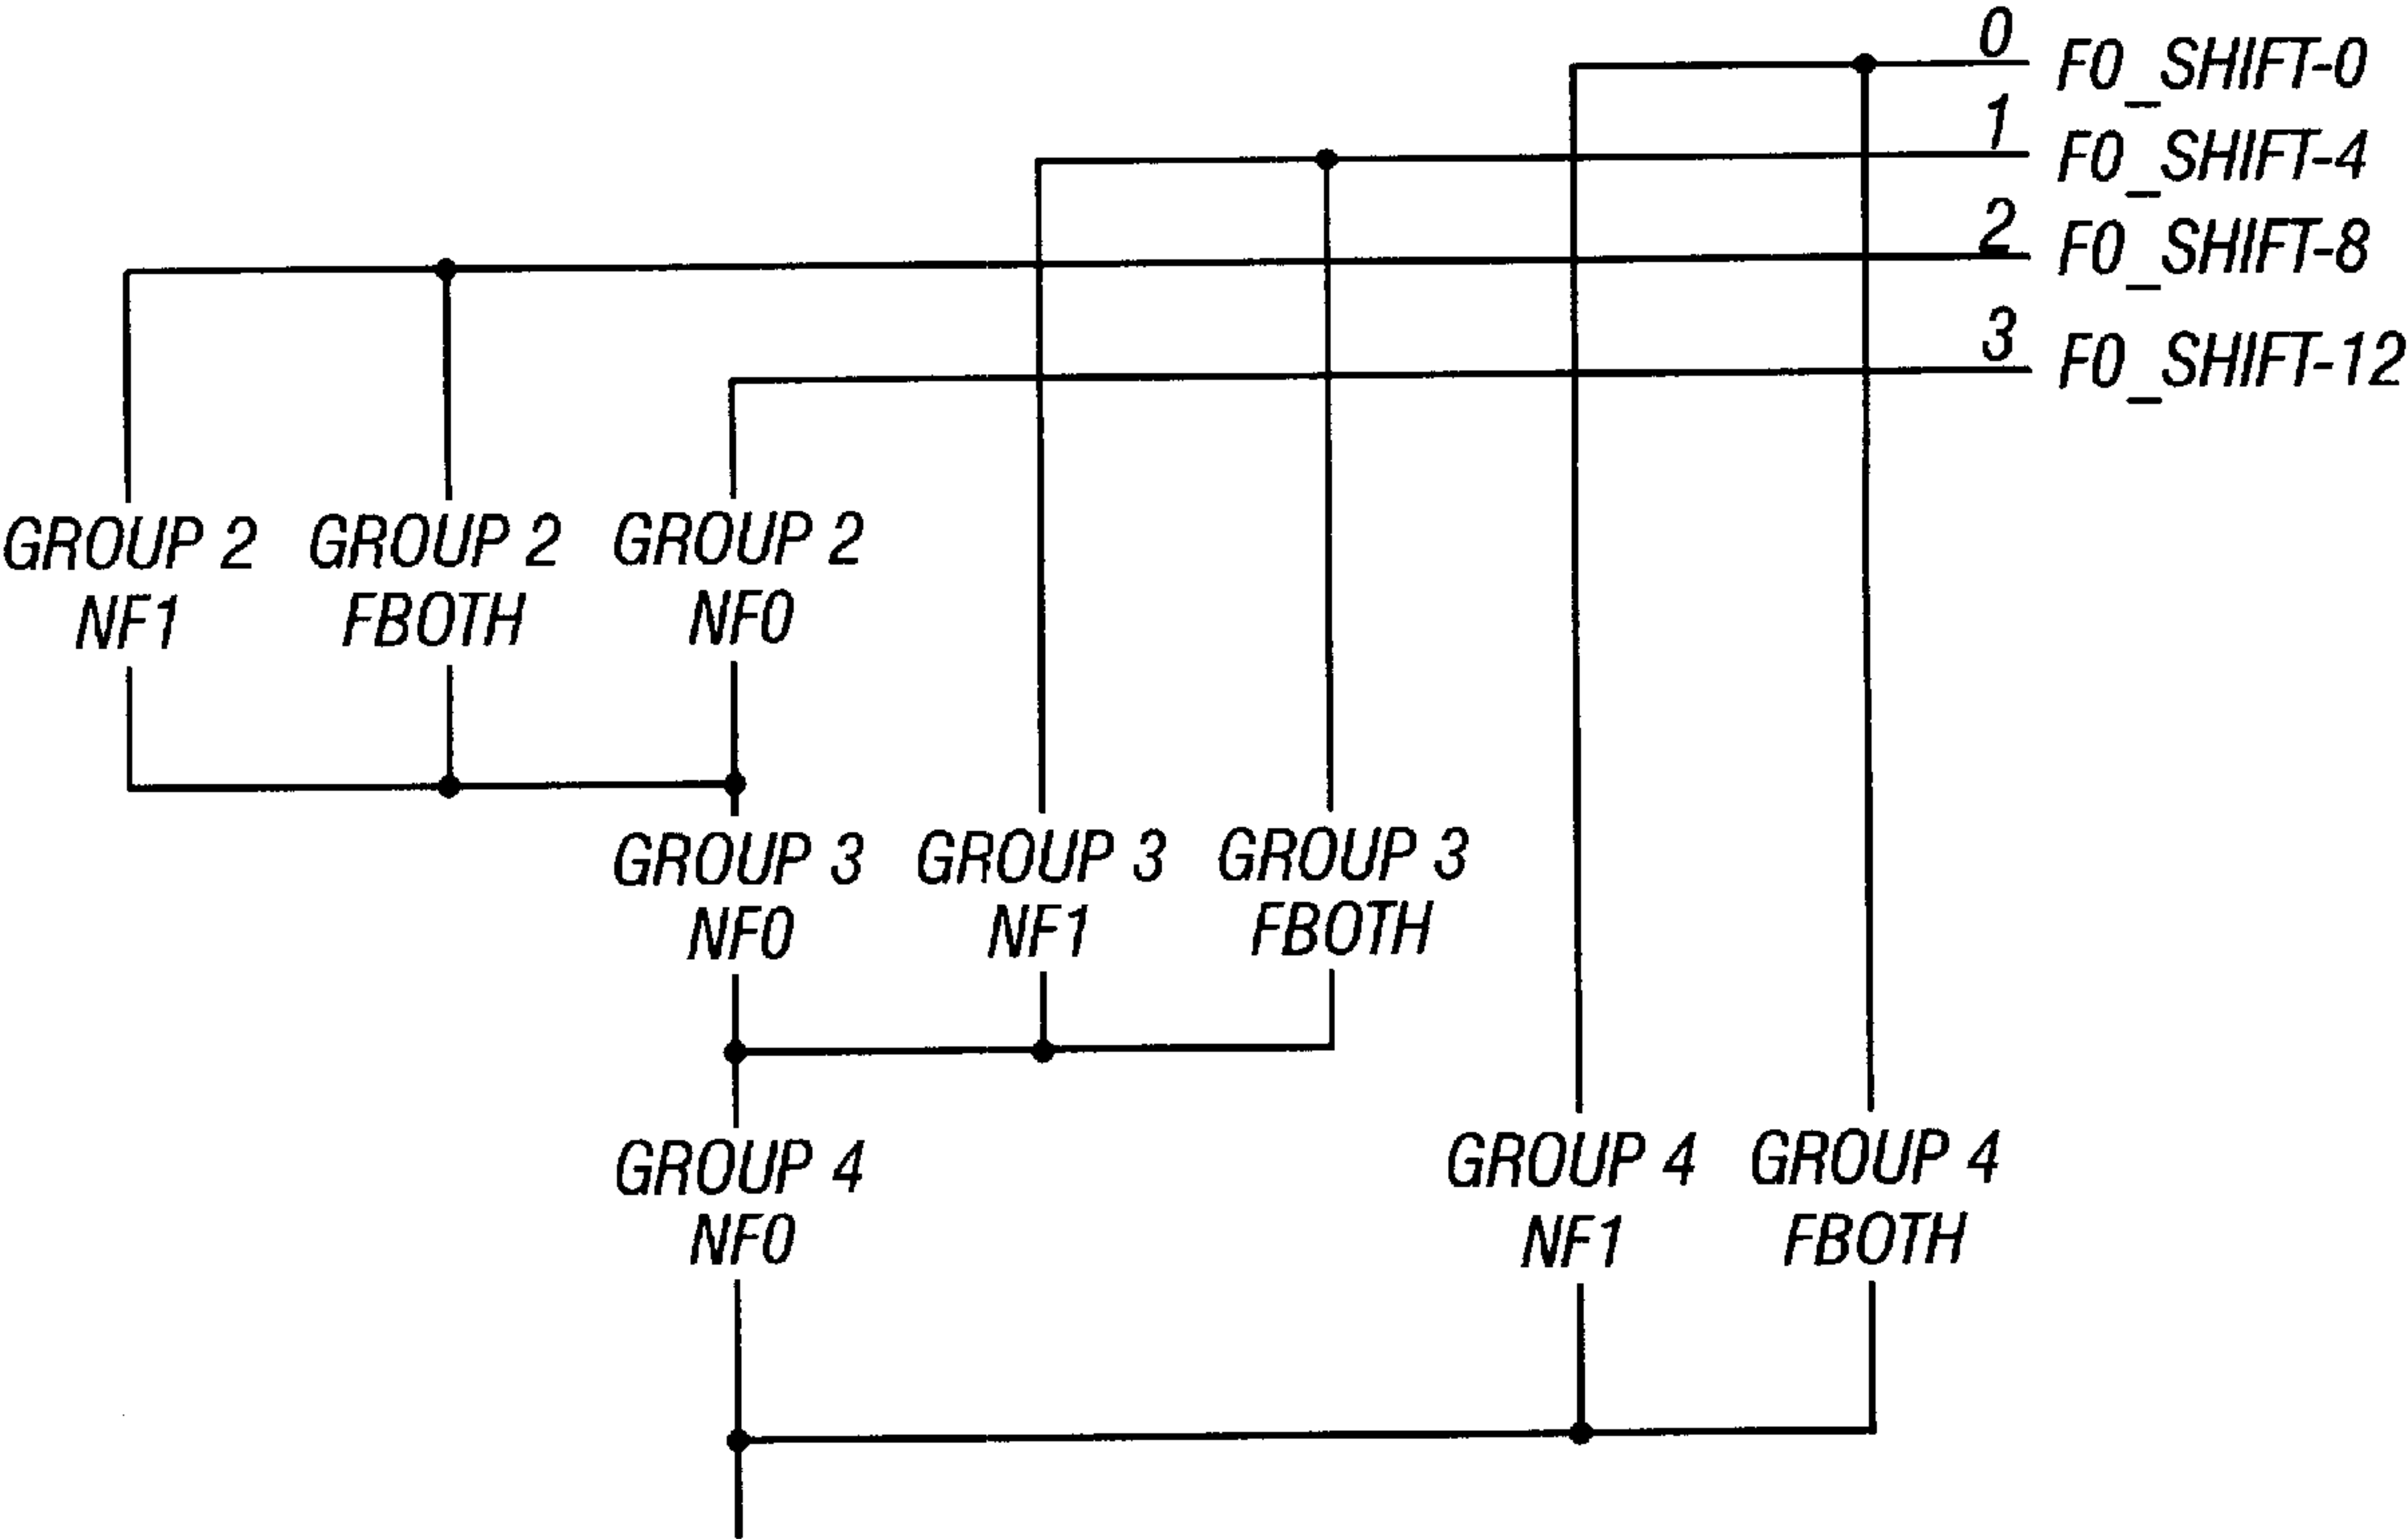 0
F0_SHIFT-0
1
F0_SHIFT-4
2
F0_SHIFT-8
3
F0_SHIFT-12
GROUP 2
NF1
GROUP 2
FBOTH
GROUP 2
NF0
GROUP 3
NF0
GROUP 3
NF1
GROUP 3
FBOTH
GROUP 4
NF0
GROUP 4
NF1
GROUP 4
FBOTH